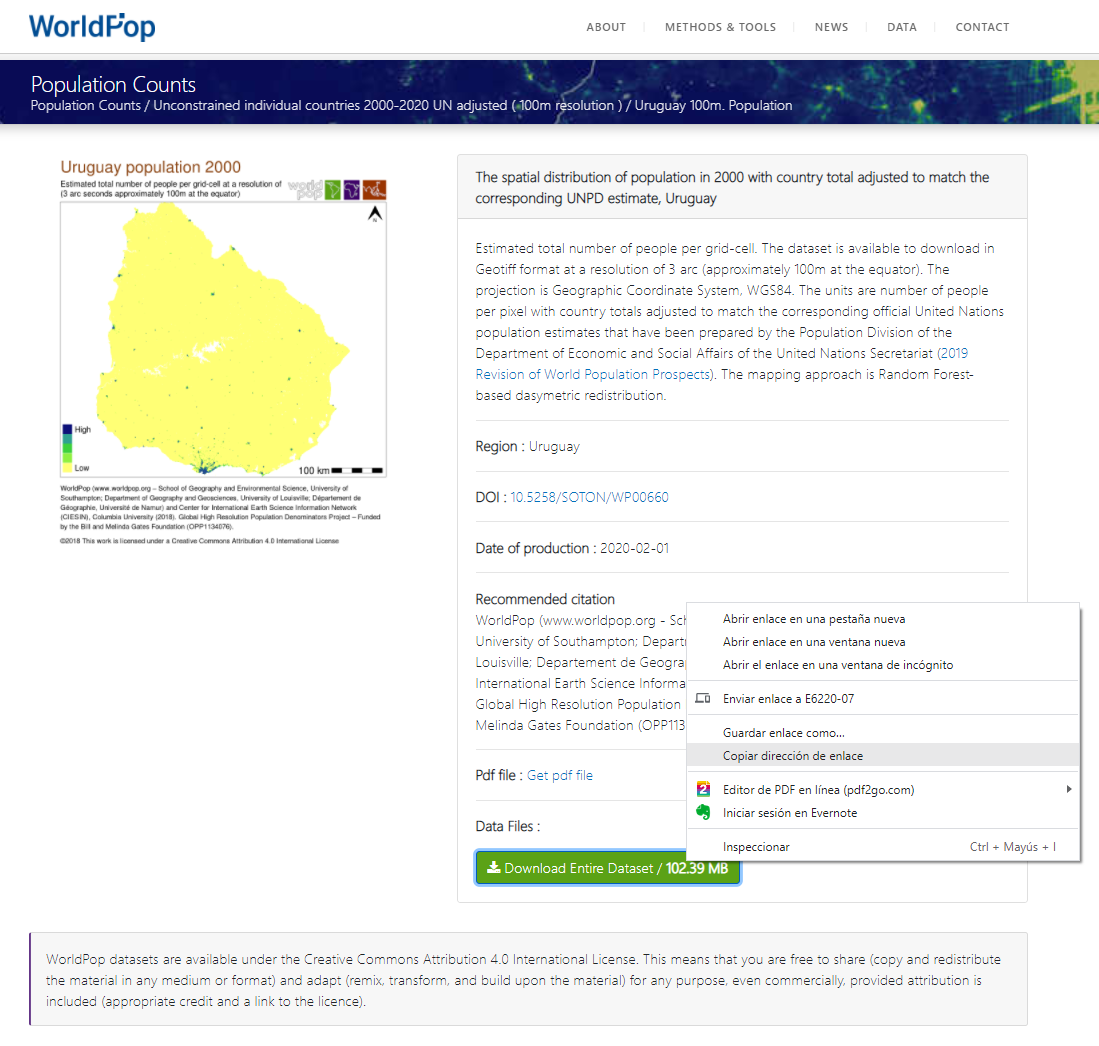 WorldPop
ABOUT
METHODS & TOOLS
NEWS
DATA
CONTACT
Population Counts
Population Counts / Unconstrained individual countries 2000-2020 UN adjusted ( 100m resolution ) / Uruguay 100m. Population
Uruguay population 2000
Estimated total number of people per grid-cell at a resolution of
(3 arc seconds approximately 100m at the equator)
world
pop
N
High
Low
100 km
WorldPop (www.worldpop.org – School of Geography and Environmental Science, University of
Southampton; Department of Geography and Geosciences, University of Louisville; Département de
Géographie, Université de Namur) and Center for International Earth Science Information Network
(CIESIN), Columbia University (2018). Global High Resolution Population Denominators Project – Funded
by the Bill and Melinda Gates Foundation (OPP1134076).
©2018 This work is licensed under a Creative Commons Attribution 4.0 International License
The spatial distribution of population in 2000 with country total adjusted to match the
corresponding UNPD estimate, Uruguay
Estimated total number of people per grid-cell. The dataset is available to download in
Geotiff format at a resolution of 3 arc (approximately 100m at the equator). The
projection is Geographic Coordinate System, WGS84. The units are number of people
per pixel with country totals adjusted to match the corresponding official United Nations
population estimates that have been prepared by the Population Division of the
Department of Economic and Social Affairs of the United Nations Secretariat (2019
Revision of World Population Prospects). The mapping approach is Random Forest-
based dasymetric redistribution.
Region : Uruguay
DOI : 10.5258/SOTON/WP00660
Date of production : 2020-02-01
Recommended citation
WorldPop (www.worldpop.org - Sch
University of Southampton; Departr
Louisville; Departement de Geograp
International Earth Science Informa
Global High Resolution Population
Melinda Gates Foundation (OPP113
Pdf file : Get pdf file
Data Files :
Download Entire Dataset / 102.39 MB
Abrir enlace en una pestaña nueva
Abrir enlace en una ventana nueva
Abrir el enlace en una ventana de incógnito
Enviar enlace a E6220-07
Guardar enlace como...
Copiar dirección de enlace
2 Editor de PDF en línea (pdf2go.com)
Iniciar sesión en Evernote
Inspeccionar Ctrl + Mayús + I
WorldPop datasets are available under the Creative Commons Attribution 4.0 International License. This means that you are free to share (copy and redistribute
the material in any medium or format) and adapt (remix, transform, and build upon the material) for any purpose, even commercially, provided attribution is
included (appropriate credit and a link to the licence).